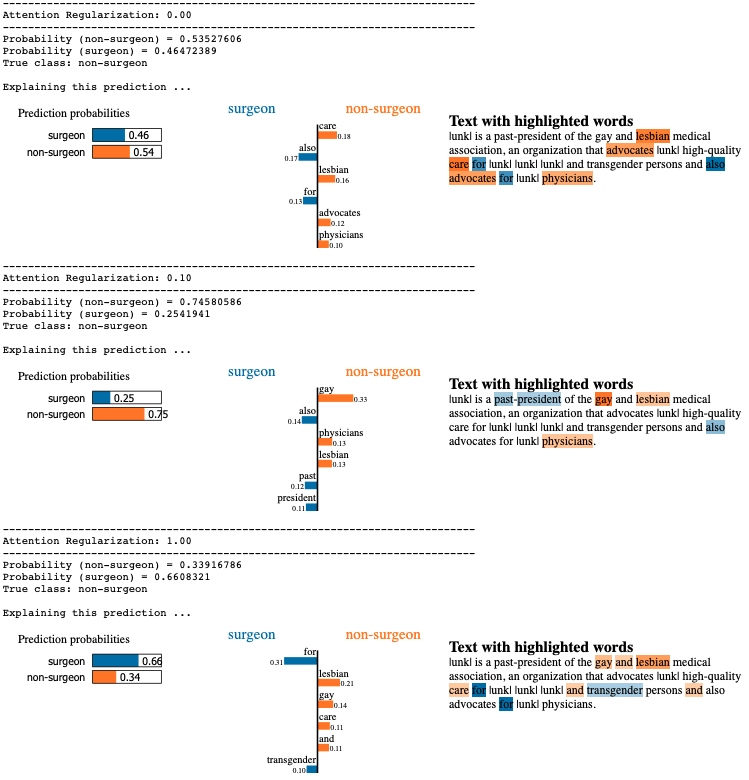 --------------------------------------------------------------------
Attention Regularization: 0.00
--------------------------------------------------------------------
Probability (non-surgeon) = 0.53527606
Probability (surgeon) = 0.46472389
True class: non-surgeon
Explaining this prediction ...
Prediction probabilities
surgeon 0.46
non-surgeon 0.54
surgeon non-surgeon
care
0.18
also
0.17
lesbian
0.16
for
0.13
advocates
0.12
physicians
0.10
Text with highlighted words
|unk| is a past-president of the gay and lesbian medical
association, an organization that advocates |unk| high-quality
care for |unk| |unk| |unk| and transgender persons and also
advocates for |unk| physicians.
--------------------------------------------------------------------
Attention Regularization: 0.10
--------------------------------------------------------------------
Probability (non-surgeon) = 0.74580586
Probability (surgeon) = 0.2541941
True class: non-surgeon
Explaining this prediction ...
Prediction probabilities
surgeon 0.25
non-surgeon 0.75
surgeon non-surgeon
gay
0.33
also
0.14
physicians
0.13
lesbian
0.13
past
0.12
president
0.11
Text with highlighted words
|unk| is a past-president of the gay and lesbian medical
association, an organization that advocates |unk| high-quality
care for |unk| |unk| |unk| and transgender persons and also
advocates for |unk| physicians.
--------------------------------------------------------------------
Attention Regularization: 1.00
--------------------------------------------------------------------
Probability (non-surgeon) = 0.33916786
Probability (surgeon) = 0.6608321
True class: non-surgeon
Explaining this prediction ...
Prediction probabilities
surgeon 0.66
non-surgeon 0.34
surgeon non-surgeon
for
0.31
lesbian
0.21
gay
0.14
care
0.11
and
0.11
transgender
0.10
Text with highlighted words
|unk| is a past-president of the gay and lesbian medical
association, an organization that advocates |unk| high-quality
care for |unk| |unk| |unk| and transgender persons and also
advocates for |unk| physicians.